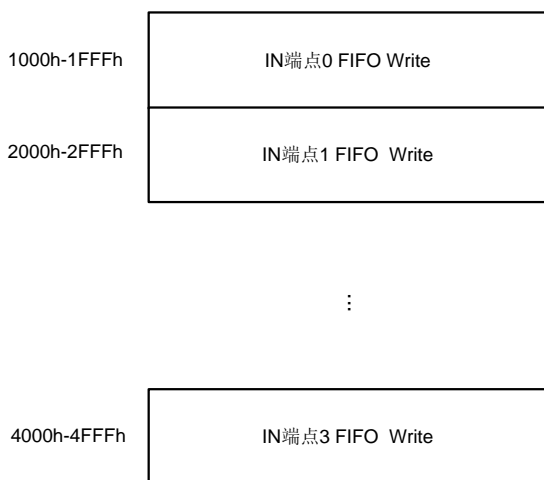 1000h-1FFFh IN端点0 FIFO Write
2000h-2FFFh IN端点1 FIFO Write
⋮
4000h-4FFFh IN端点3 FIFO Write